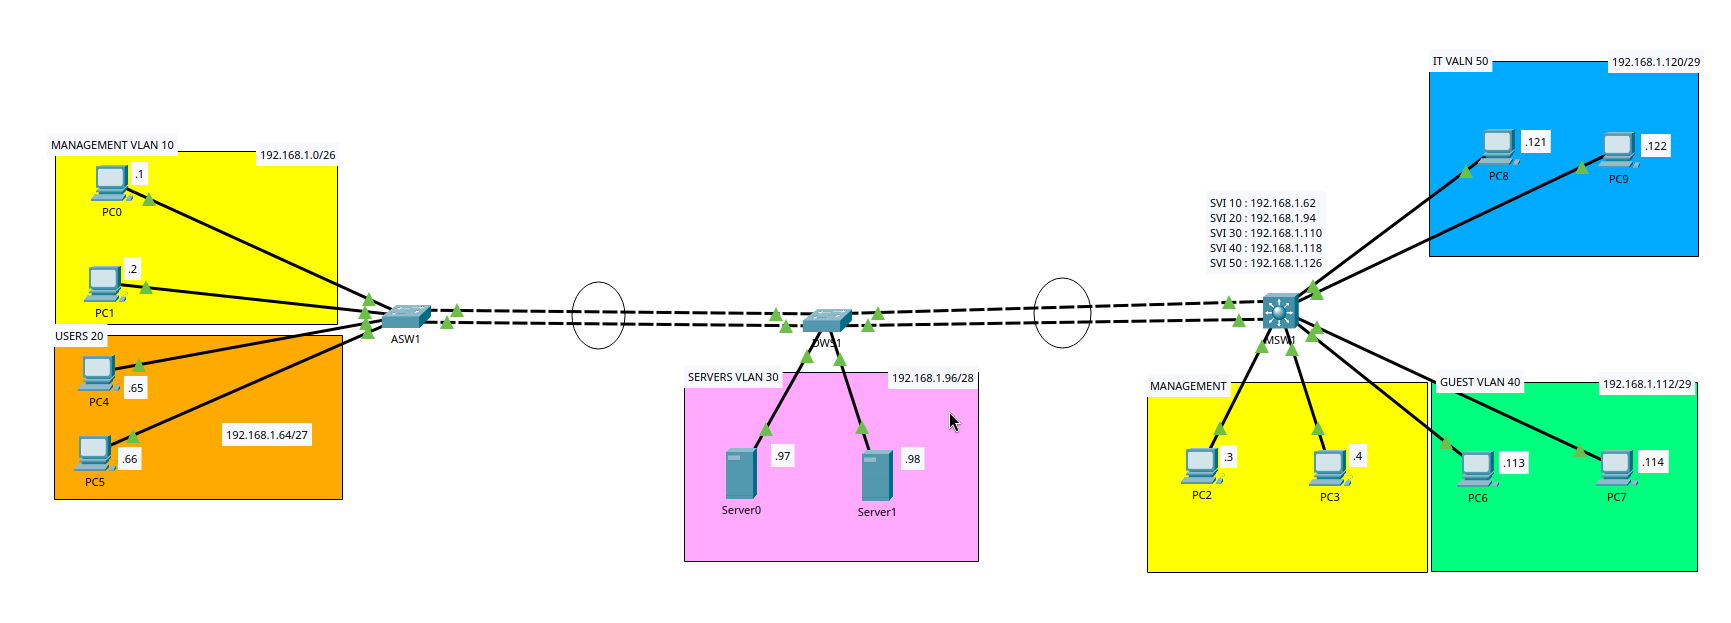 IT VALN 50
192.168.1.120/29
.121
PC8
.122
PC9
MANAGEMENT VLAN 10
192.168.1.0/26
.1
PC0
.2
PC1
USERS 20
PC4
.65
192.168.1.64/27
PC5
.66
ASW1
DWS1
SERVERS VLAN 30
192.168.1.96/28
.97
Server0
.98
Server1
SVI 10 : 192.168.1.62
SVI 20 : 192.168.1.94
SVI 30 : 192.168.1.110
SVI 40 : 192.168.1.118
SVI 50 : 192.168.1.126
MSW1
MANAGEMENT
.3
PC2
.4
PC3
GUEST VLAN 40
192.168.1.112/29
.113
PC6
.114
PC7